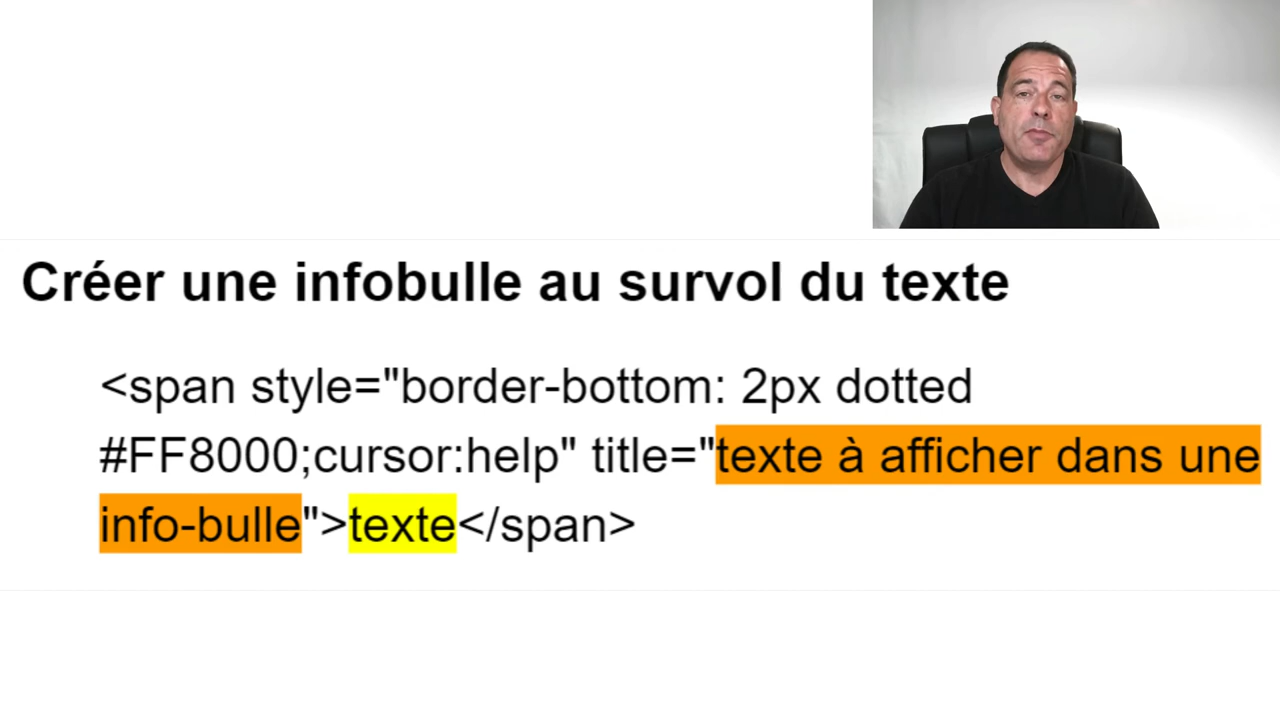 Créer une infobulle au survol du texte
<span style="border-bottom: 2px dotted
#FF8000;cursor:help" title="texte à afficher dans une
info-bulle">texte</span>